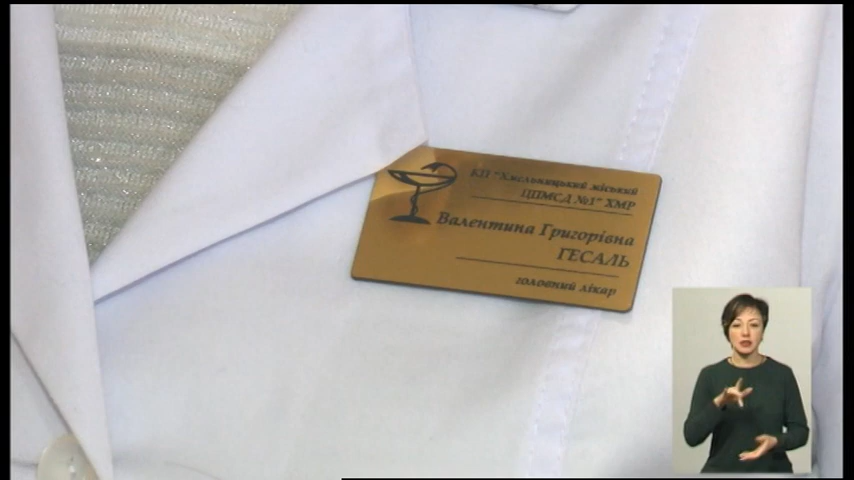 КП "Хмельницький міський
ЦПМСД №1" ХМР
Валентина Григорівна
ГЕСАЛЬ
головний лікар